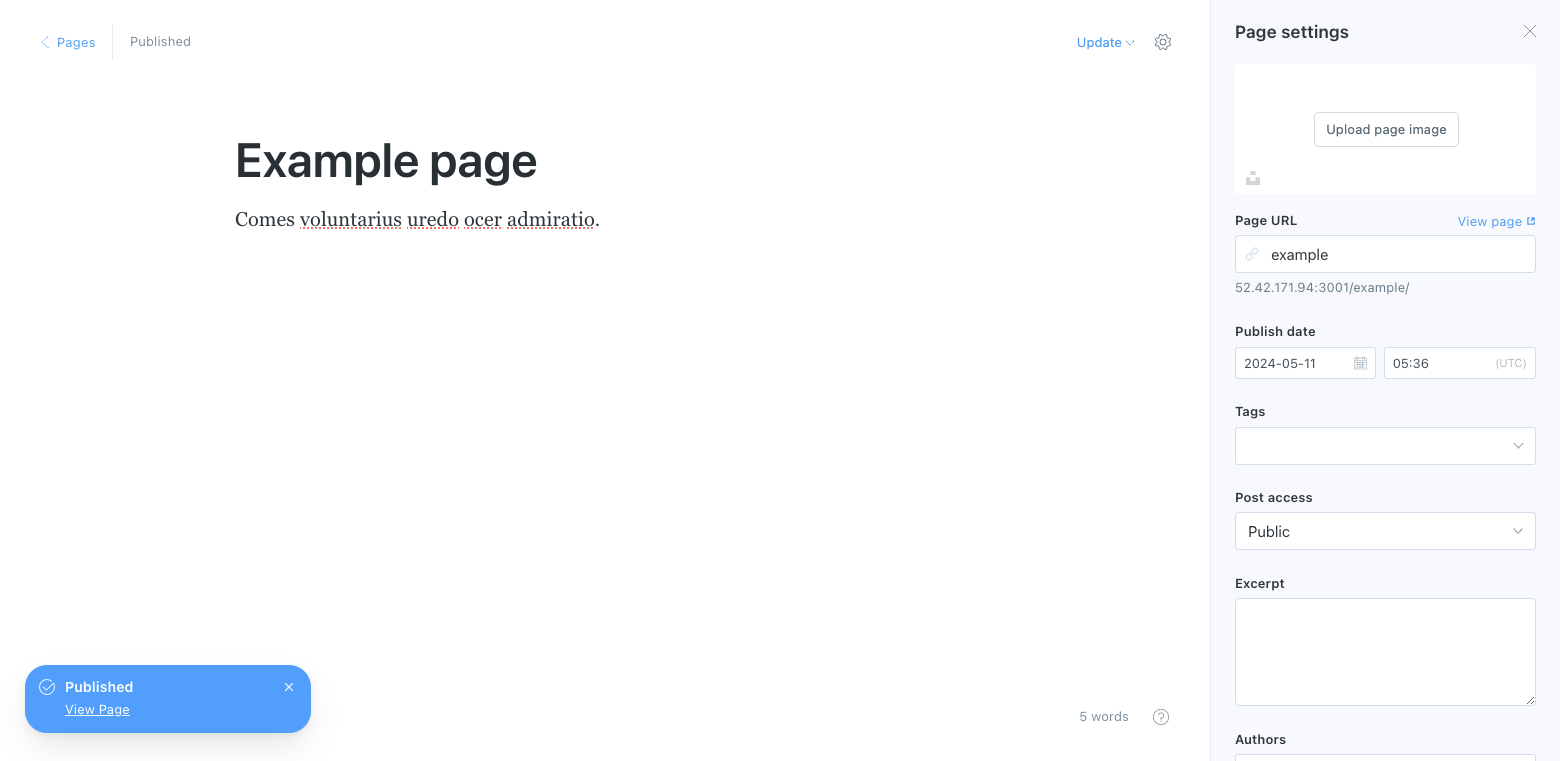 Pages
Published
Update
Example page
Comes voluntarius uredo ocer admiratio.
Published
View Page
5 words
Page settings
Upload page image
Page URL
View page
example
52.42.171.94:3001/example/
Publish date
2024-05-11
05:36
(UTC)
Tags
Post access
Public
Excerpt
Authors